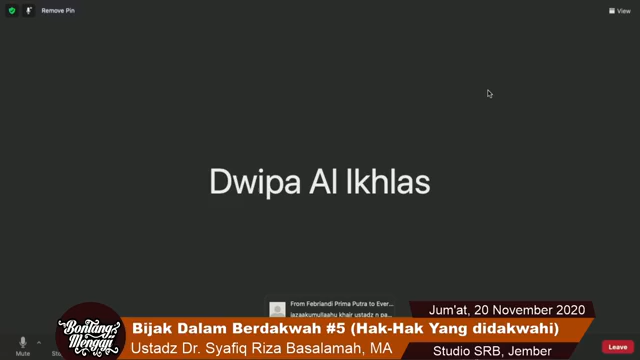 Remove Pin
View
Dwipa Al Ikhlas
From Febriandi Prima Putra to Ever...
jazaakumullaahu khair ustadz n pa
Jum'at, 20 November 2020
Bontang Mengaji
Bijak Dalam Berdakwah #5 (Hak-Hak Yang didakwahi)
Ustadz Dr. Syafiq Riza Basalamah, MA
Studio SRB, Jember
Mute
Leave